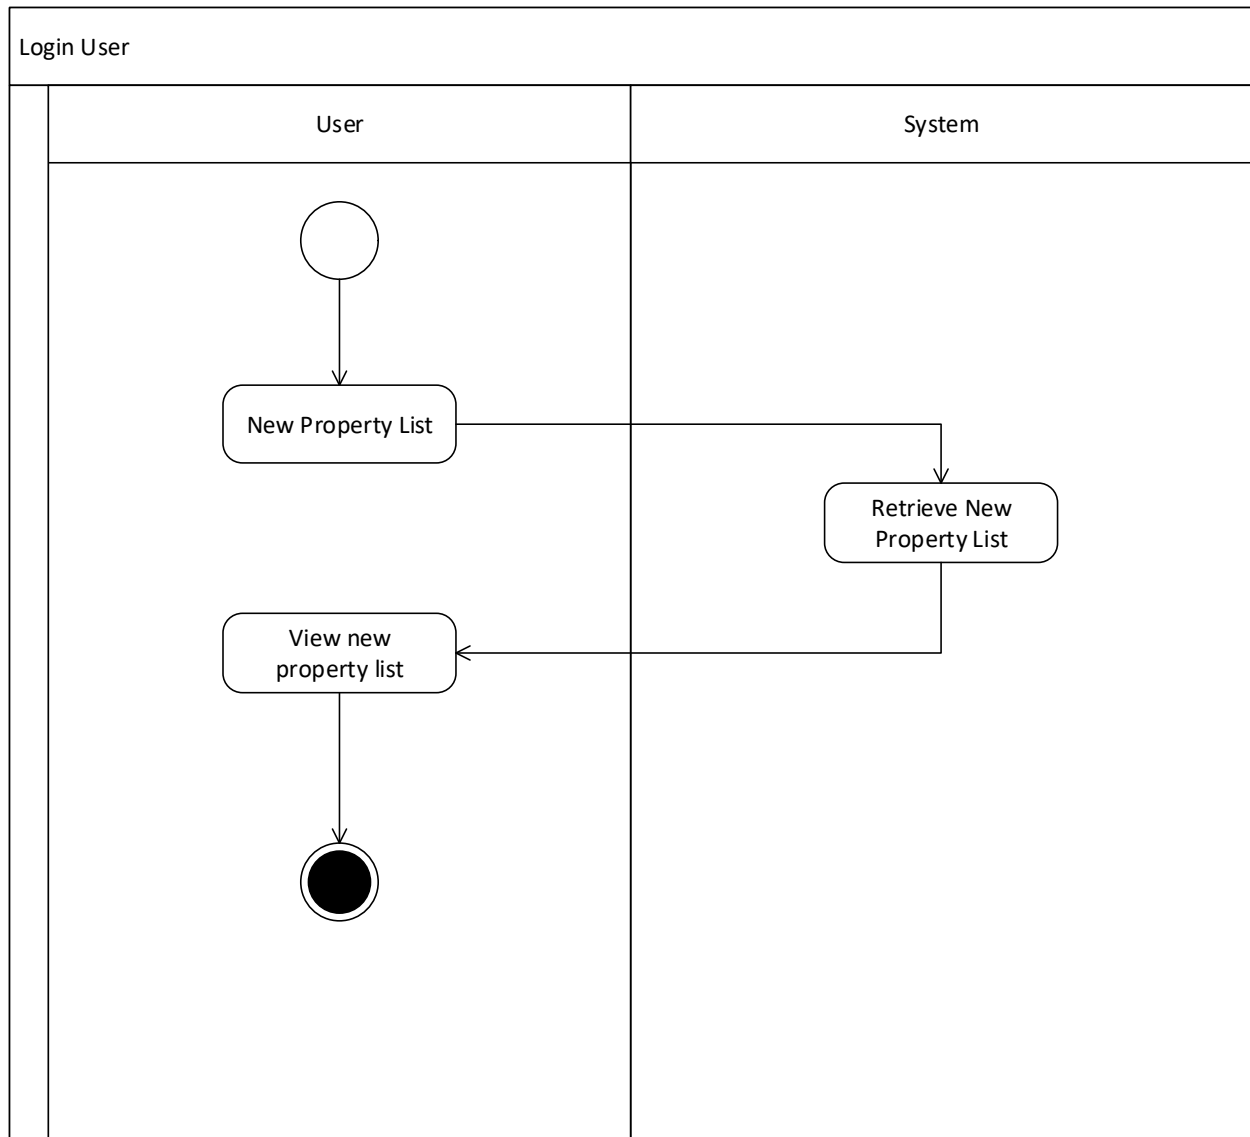 Login User
User
System
New Property List
Retrieve New
Property List
View new
property list